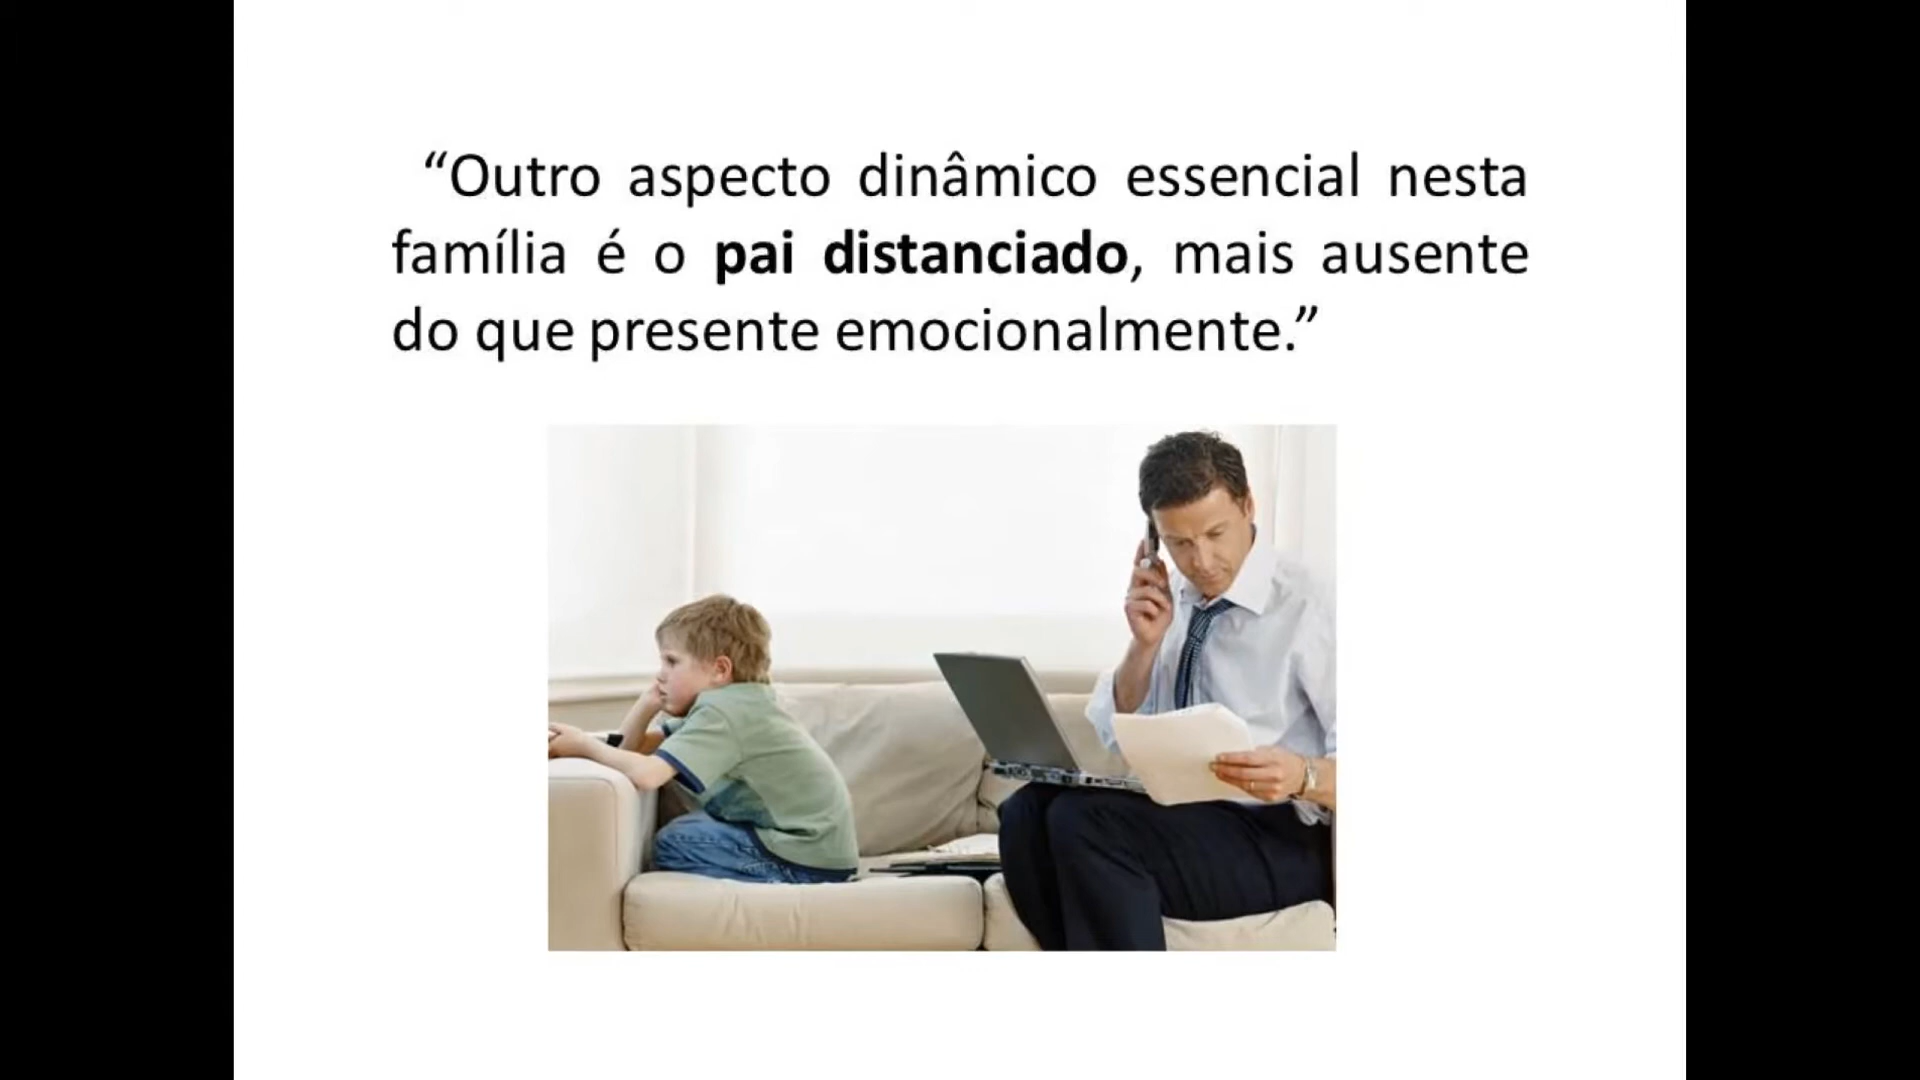 “Outro aspecto dinâmico essencial nesta
família é o pai distanciado, mais ausente
do que presente emocionalmente.”